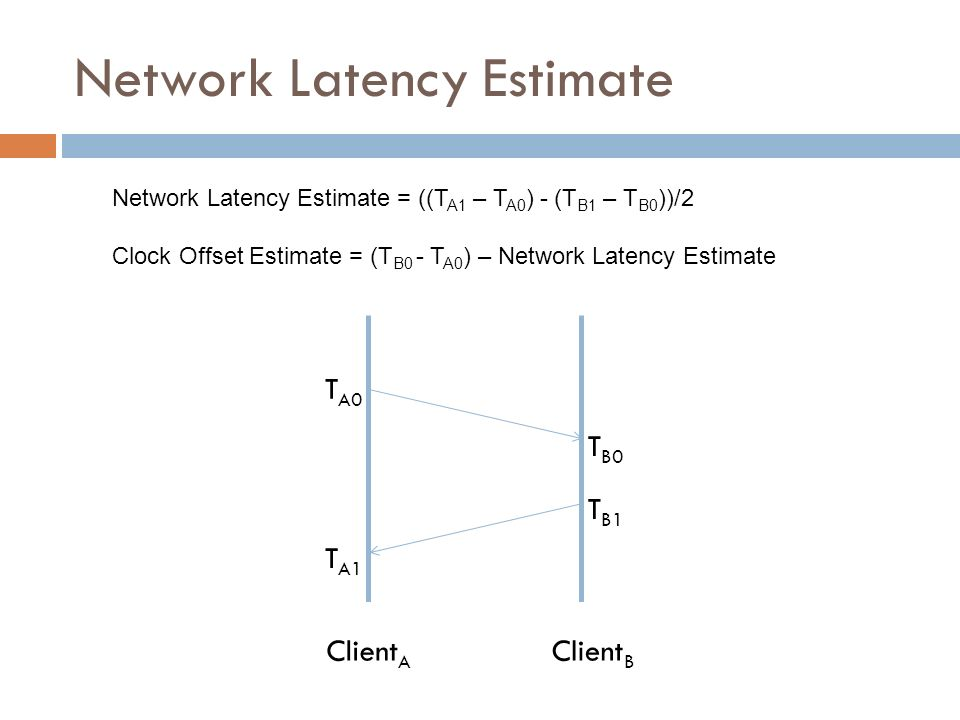 Network Latency Estimate
Network Latency Estimate = ((TA1 – TA0) - (TB1 – TB0))/2
Clock Offset Estimate = (TB0 - TA0) – Network Latency Estimate
TA0
TB0
TB1
TA1
ClientA ClientB